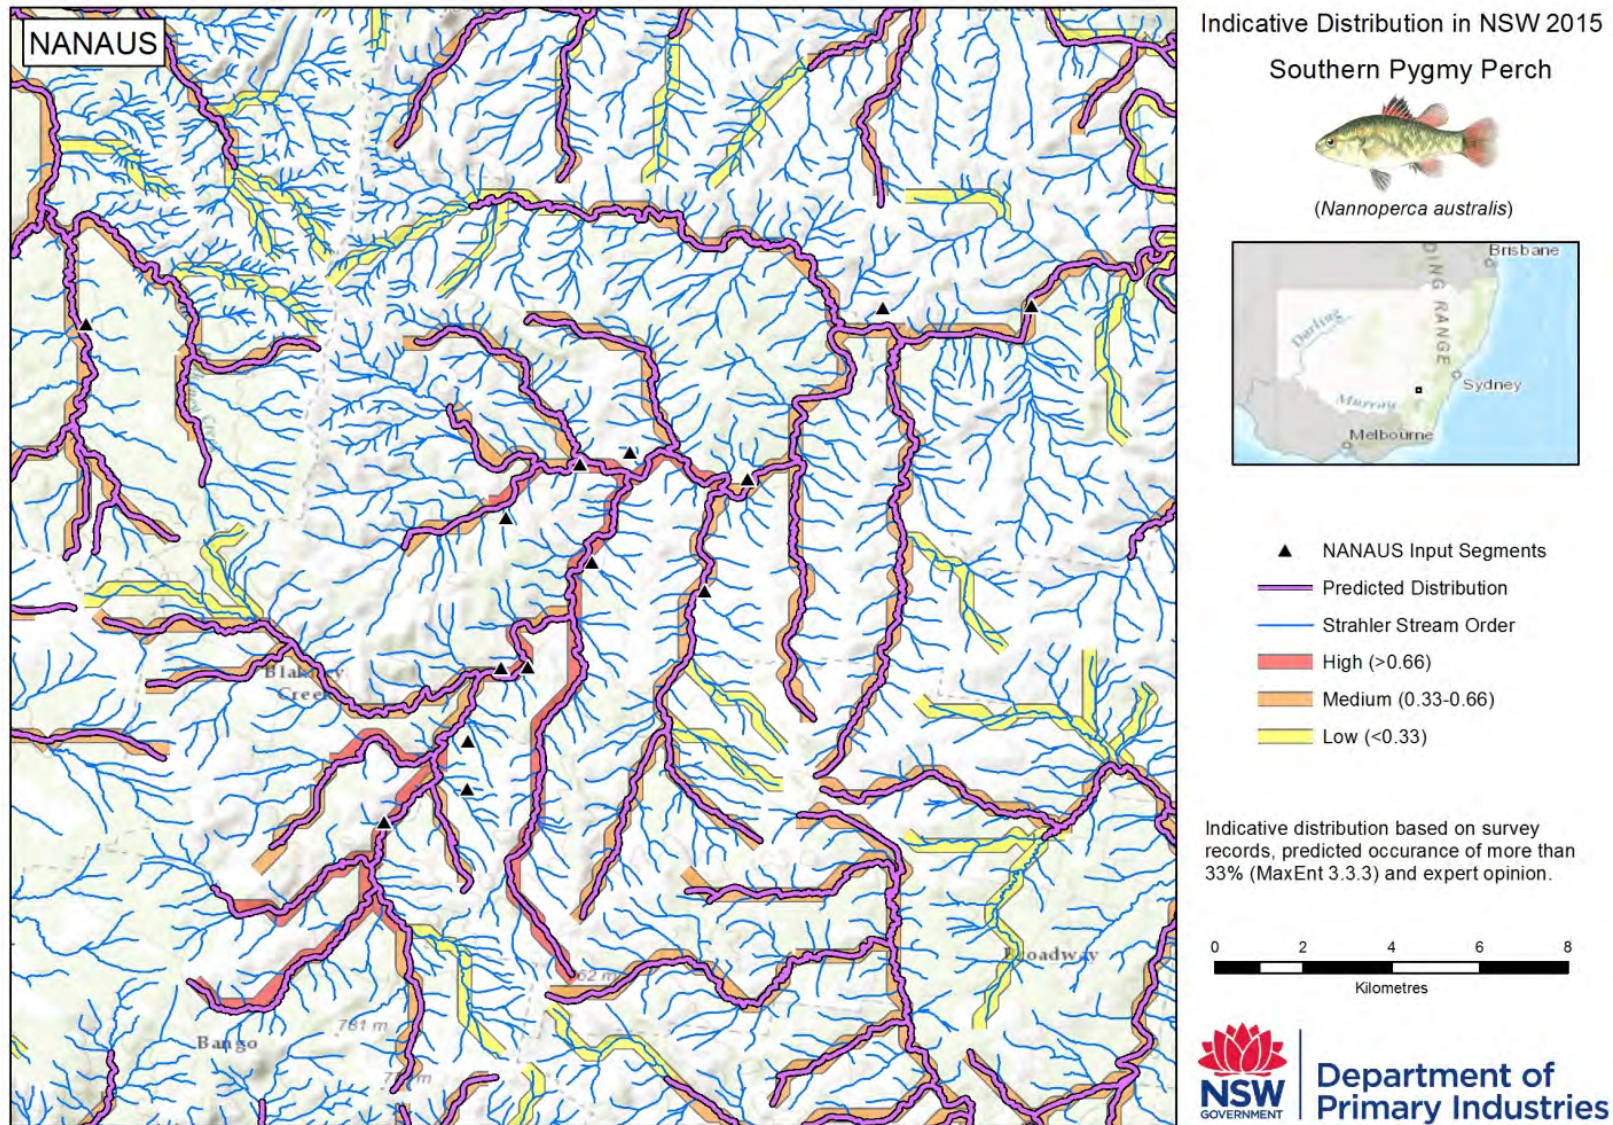 NANAUS
Indicative Distribution in NSW 2015
Southern Pygmy Perch
(Nannoperca australis)
DING RANGE
Brisbane
Darling
Sydney
Murray
Melbourne
NANAUS Input Segments
Predicted Distribution
Strahler Stream Order
High (>0.66)
Medium (0.33-0.66)
Low (<0.33)
Creek
Broadway
781 m
Bango
Indicative distribution based on survey
records, predicted occurance of more than
33% (MaxEnt 3.3.3) and expert opinion.
0 2 4 6 8
Kilometres
NSW
GOVERNMENT
Department of
Primary Industries